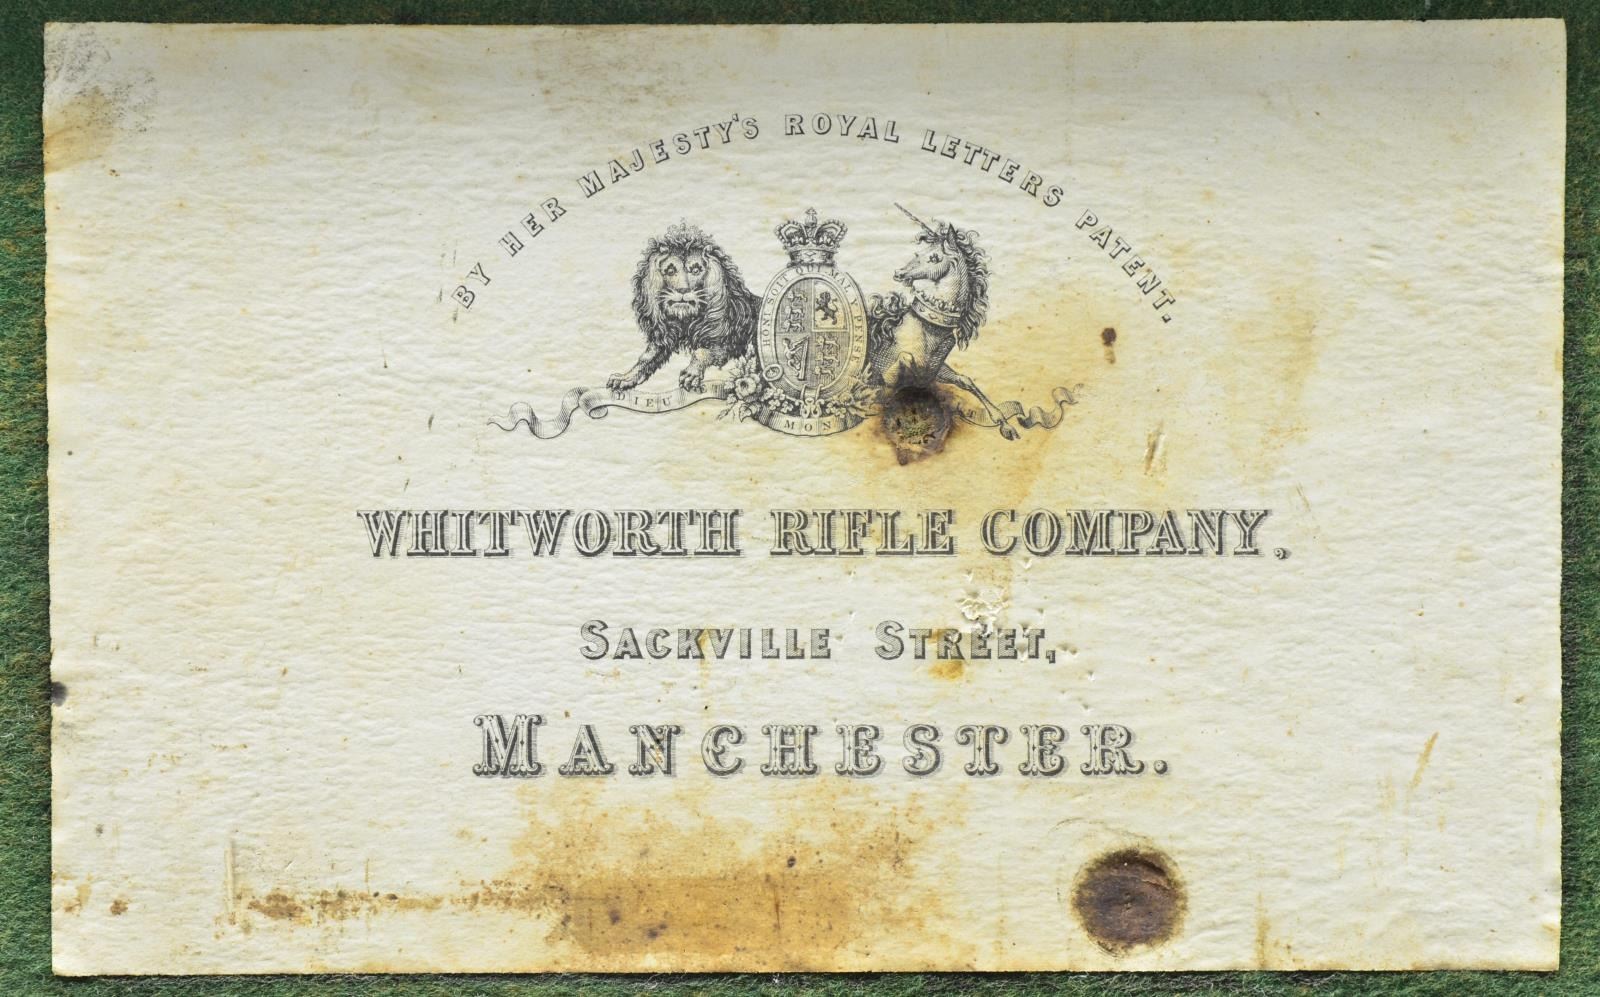 BY HER MAJESTY'S ROYAL LETTERS PATENT.
HONI SOIT QUI MAL Y PENSE
DIEU
MON
WHITWORTH RIFLE COMPANY,
SACKVILLE STREET,
MANCHESTER.